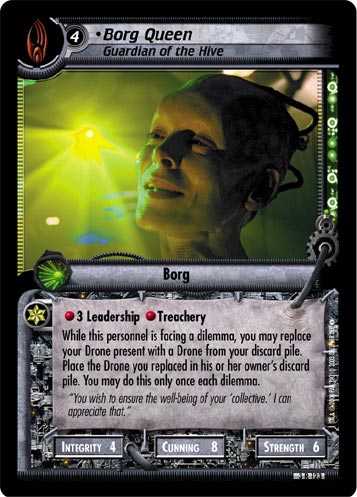 4 •Borg Queen
Guardian of the Hive
Borg
3 Leadership Treachery
While this personnel is facing a dilemma, you may replace
your Drone present with a Drone from your discard pile.
Place the Drone you replaced in his or her owner's discard
pile. You may do this only once each dilemma.
"You wish to ensure the well-being of your 'collective.' I can
appreciate that."
INTEGRITY 4 CUNNING 8 STRENGTH 6
3 R 123